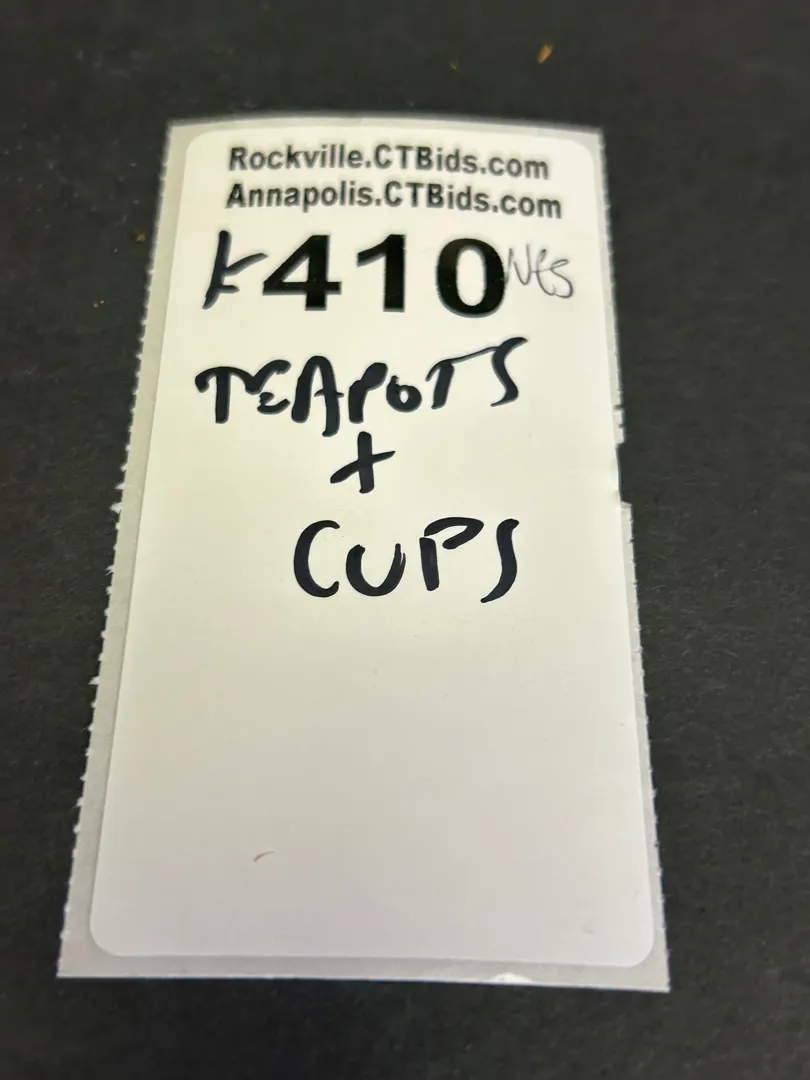 Rockville.CTBids.com
Annapolis.CTBids.com
K410
TEAPOTS
+
CUPS